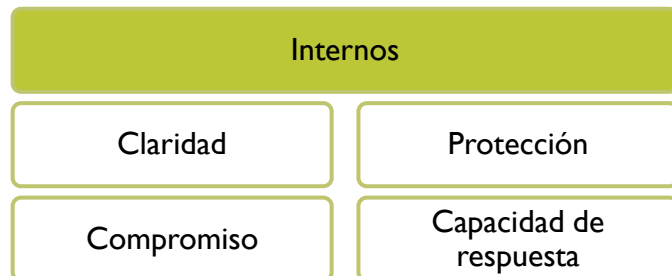 Internos
Claridad
Protección
Compromiso
Capacidad de
respuesta